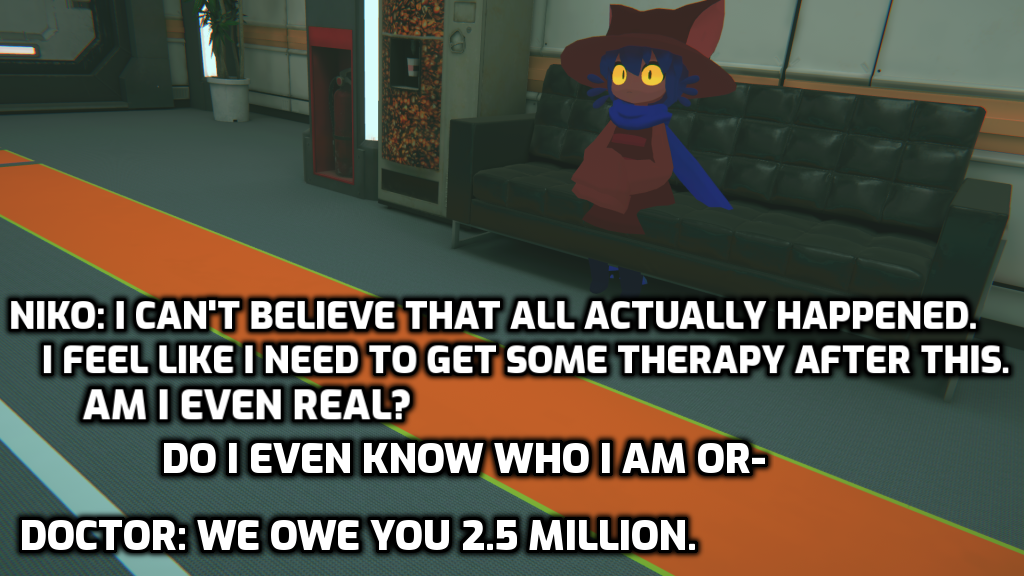 NIKO: I CAN'T BELIEVE THAT ALL ACTUALLY HAPPENED.
I FEEL LIKE I NEED TO GET SOME THERAPY AFTER THIS.
AM I EVEN REAL?
DO I EVEN KNOW WHO I AM OR-
DOCTOR: WE OWE YOU 2.5 MILLION.